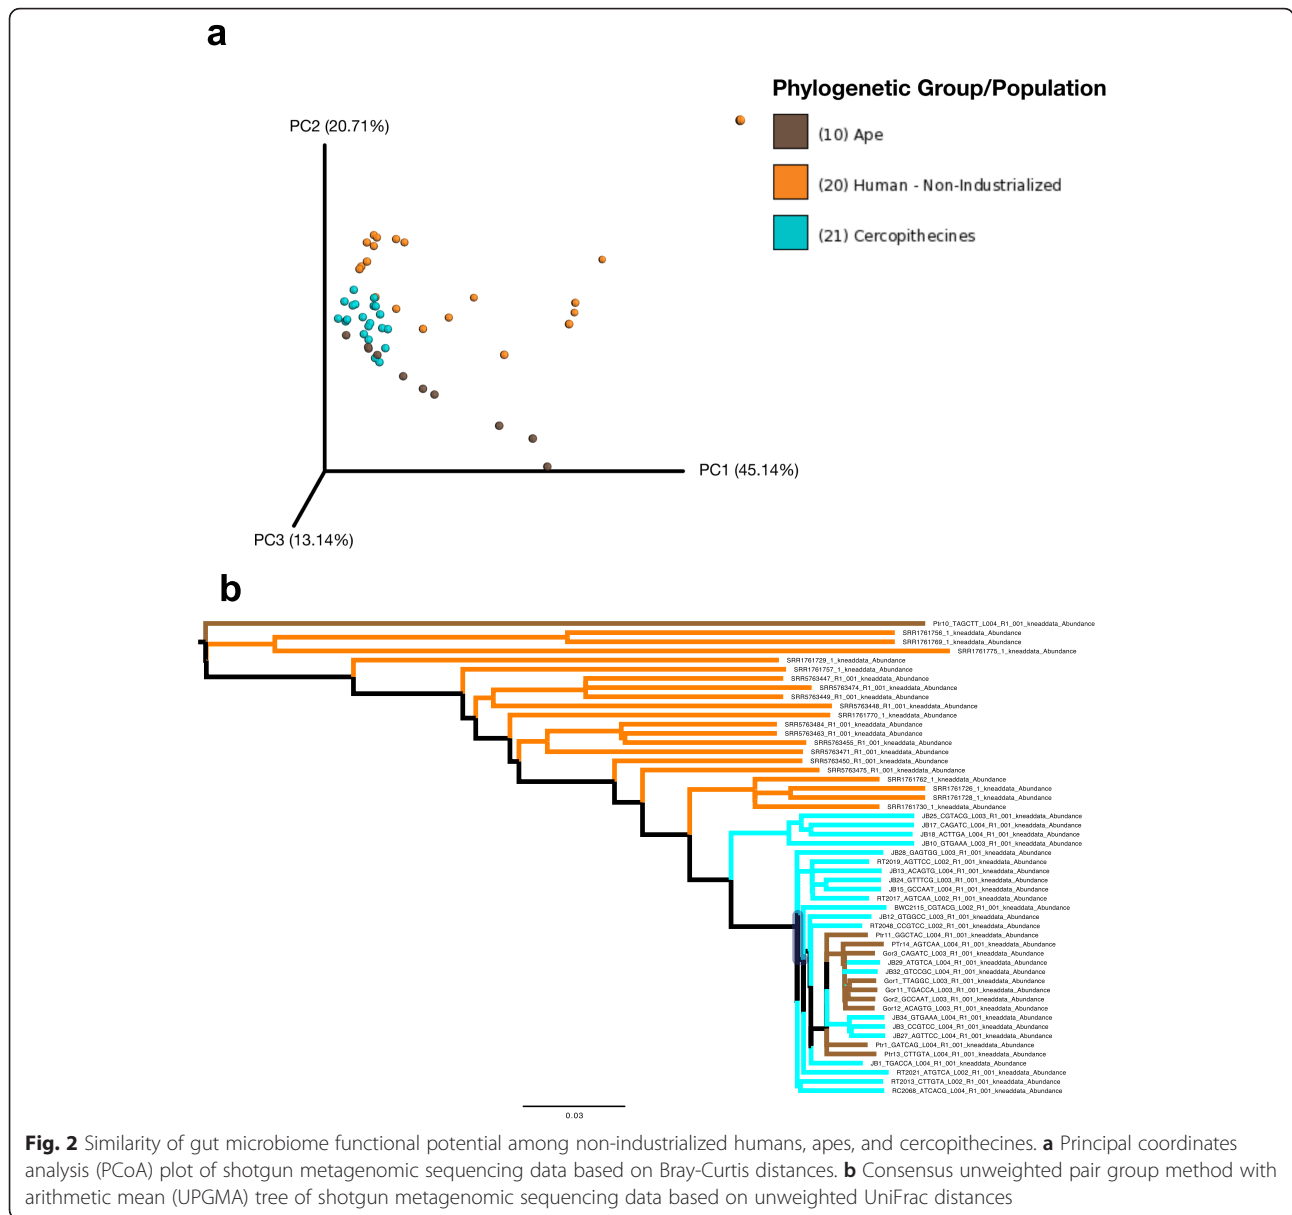 a
Phylogenetic Group/Population
PC2 (20.71%)
(10) Ape
(20) Human - Non-Industrialized
(21) Cercopithecines
PC1 (45.14%)
PC3 (13.14%)
b
Ptr10_TAGCTT_L004_R1_001_kneaddata_Abundance
SRR1761756_1_kneaddata_Abundance
SRR1761769_1_kneaddata_Abundance
SRR1761775_1_kneaddata_Abundance
SRR1761729_1_kneaddata_Abundance
SRR1761757_1_kneaddata_Abundance
SRR5763447_R1_001_kneaddata_Abundance
SRR5763474_R1_001_kneaddata_Abundance
SRR5763449_R1_001_kneaddata_Abundance
SRR5763448_R1_001_kneaddata_Abundance
SRR1761770_1_kneaddata_Abundance
SRR5763484_R1_001_kneaddata_Abundance
SRR5763463_R1_001_kneaddata_Abundance
SRR5763455_R1_001_kneaddata_Abundance
SRR5763471_R1_001_kneaddata_Abundance
SRR5763450_R1_001_kneaddata_Abundance
SRR5763475_R1_001_kneaddata_Abundance
SRR1761762_1_kneaddata_Abundance
SRR1761726_1_kneaddata_Abundance
SRR1761728_1_kneaddata_Abundance
SRR1761730_1_kneaddata_Abundance
JB25_CGTACG_L003_R1_001_kneaddata_Abundance
JB17_CAGATC_L004_R1_001_kneaddata_Abundance
JB18_ACTTGA_L004_R1_001_kneaddata_Abundance
JB10_GTGAAA_L003_R1_001_kneaddata_Abundance
JB28_GAGTGG_L003_R1_001_kneaddata_Abundance
RT2019_AGTTCC_L002_R1_001_kneaddata_Abundance
JB13_ACAGTG_L004_R1_001_kneaddata_Abundance
JB24_GTTTCG_L003_R1_001_kneaddata_Abundance
JB15_GCCAAT_L004_R1_001_kneaddata_Abundance
RT2017_AGTCAA_L002_R1_001_kneaddata_Abundance
BWC2115_CGTACG_L002_R1_001_kneaddata_Abundance
JB12_GTGGCC_L003_R1_001_kneaddata_Abundance
RT2048_CCGTCC_L002_R1_001_kneaddata_Abundance
Ptr11_GGCTAC_L004_R1_001_kneaddata_Abundance
PTr14_AGTCAA_L004_R1_001_kneaddata_Abundance
Gor3_CAGATC_L003_R1_001_kneaddata_Abundance
JB29_ATGTCA_L004_R1_001_kneaddata_Abundance
JB32_GTCCGC_L004_R1_001_kneaddata_Abundance
Gor1_TTAGGC_L003_R1_001_kneaddata_Abundance
Gor11_TGACCA_L003_R1_001_kneaddata_Abundance
Gor2_GCCAAT_L003_R1_001_kneaddata_Abundance
Gor12_ACAGTG_L003_R1_001_kneaddata_Abundance
JB34_GTGAAA_L004_R1_001_kneaddata_Abundance
JB3_CCGTCC_L004_R1_001_kneaddata_Abundance
JB27_AGTTCC_L004_R1_001_kneaddata_Abundance
Ptr1_GATCAG_L004_R1_001_kneaddata_Abundance
Ptr13_CTTGTA_L004_R1_001_kneaddata_Abundance
JB1_TGACCA_L004_R1_001_kneaddata_Abundance
RT2021_ATGTCA_L002_R1_001_kneaddata_Abundance
RT2013_CTTGTA_L002_R1_001_kneaddata_Abundance
RC2068_ATCACG_L004_R1_001_kneaddata_Abundance
0.03
Fig. 2 Similarity of gut microbiome functional potential among non-industrialized humans, apes, and cercopithecines. a Principal coordinates
analysis (PCoA) plot of shotgun metagenomic sequencing data based on Bray-Curtis distances. b Consensus unweighted pair group method with
arithmetic mean (UPGMA) tree of shotgun metagenomic sequencing data based on unweighted UniFrac distances